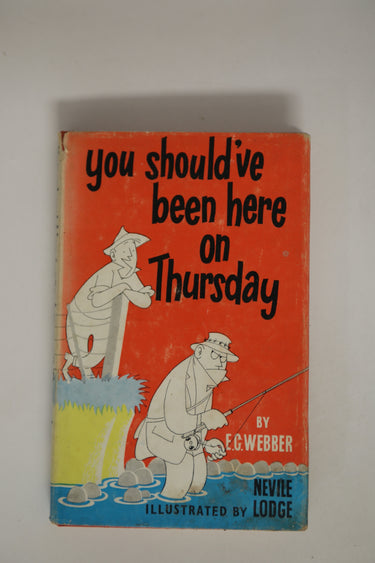 you should've
been here
on
Thursday
BY
E.G. WEBBER
NEVILE
ILLUSTRATED BY LODGE